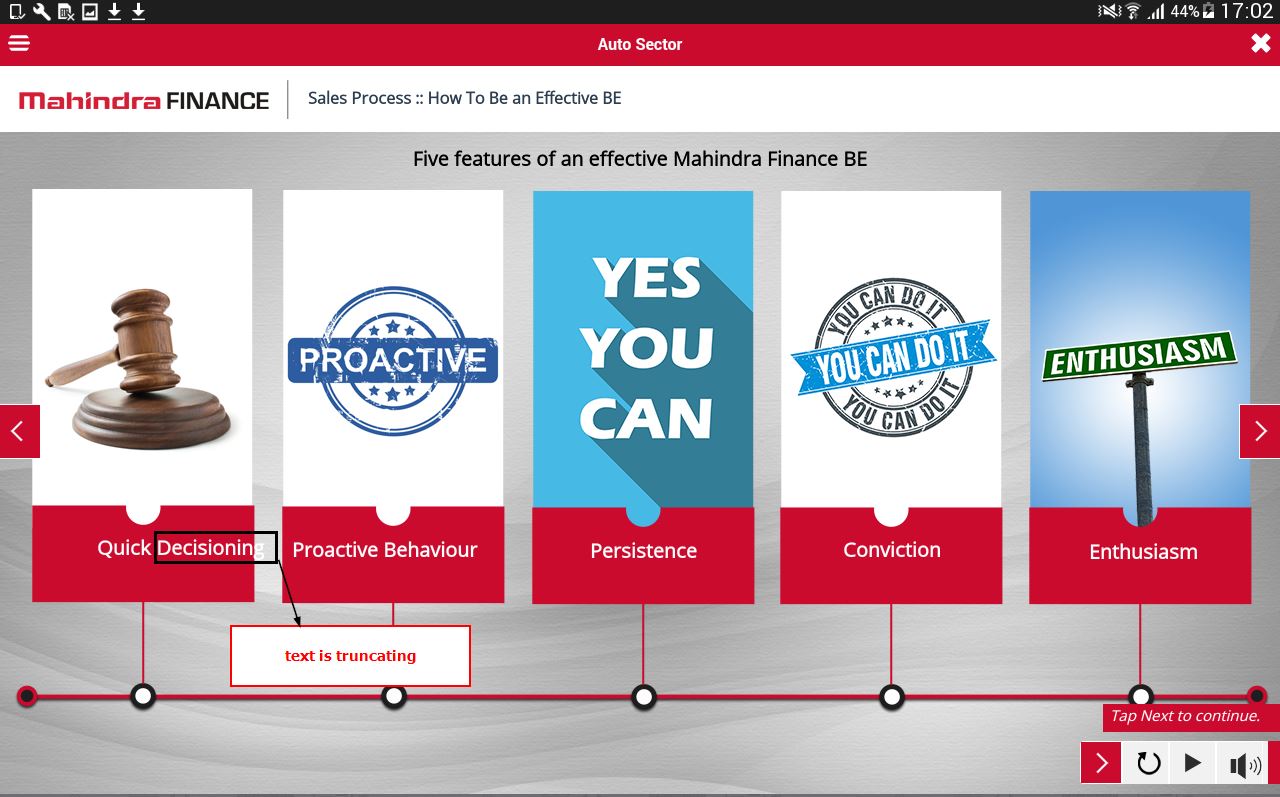 44% 17:02
Auto Sector
Mahindra FINANCE
Sales Process :: How To Be an Effective BE
Five features of an effective Mahindra Finance BE
PROACTIVE
YES
YOU
CAN
YOU CAN DO IT
YOU CAN DO IT
YOU CAN DO IT
ENTHUSIASM
Quick Decisioning
Proactive Behaviour
Persistence
Conviction
Enthusiasm
text is truncating
Tap Next to continue.